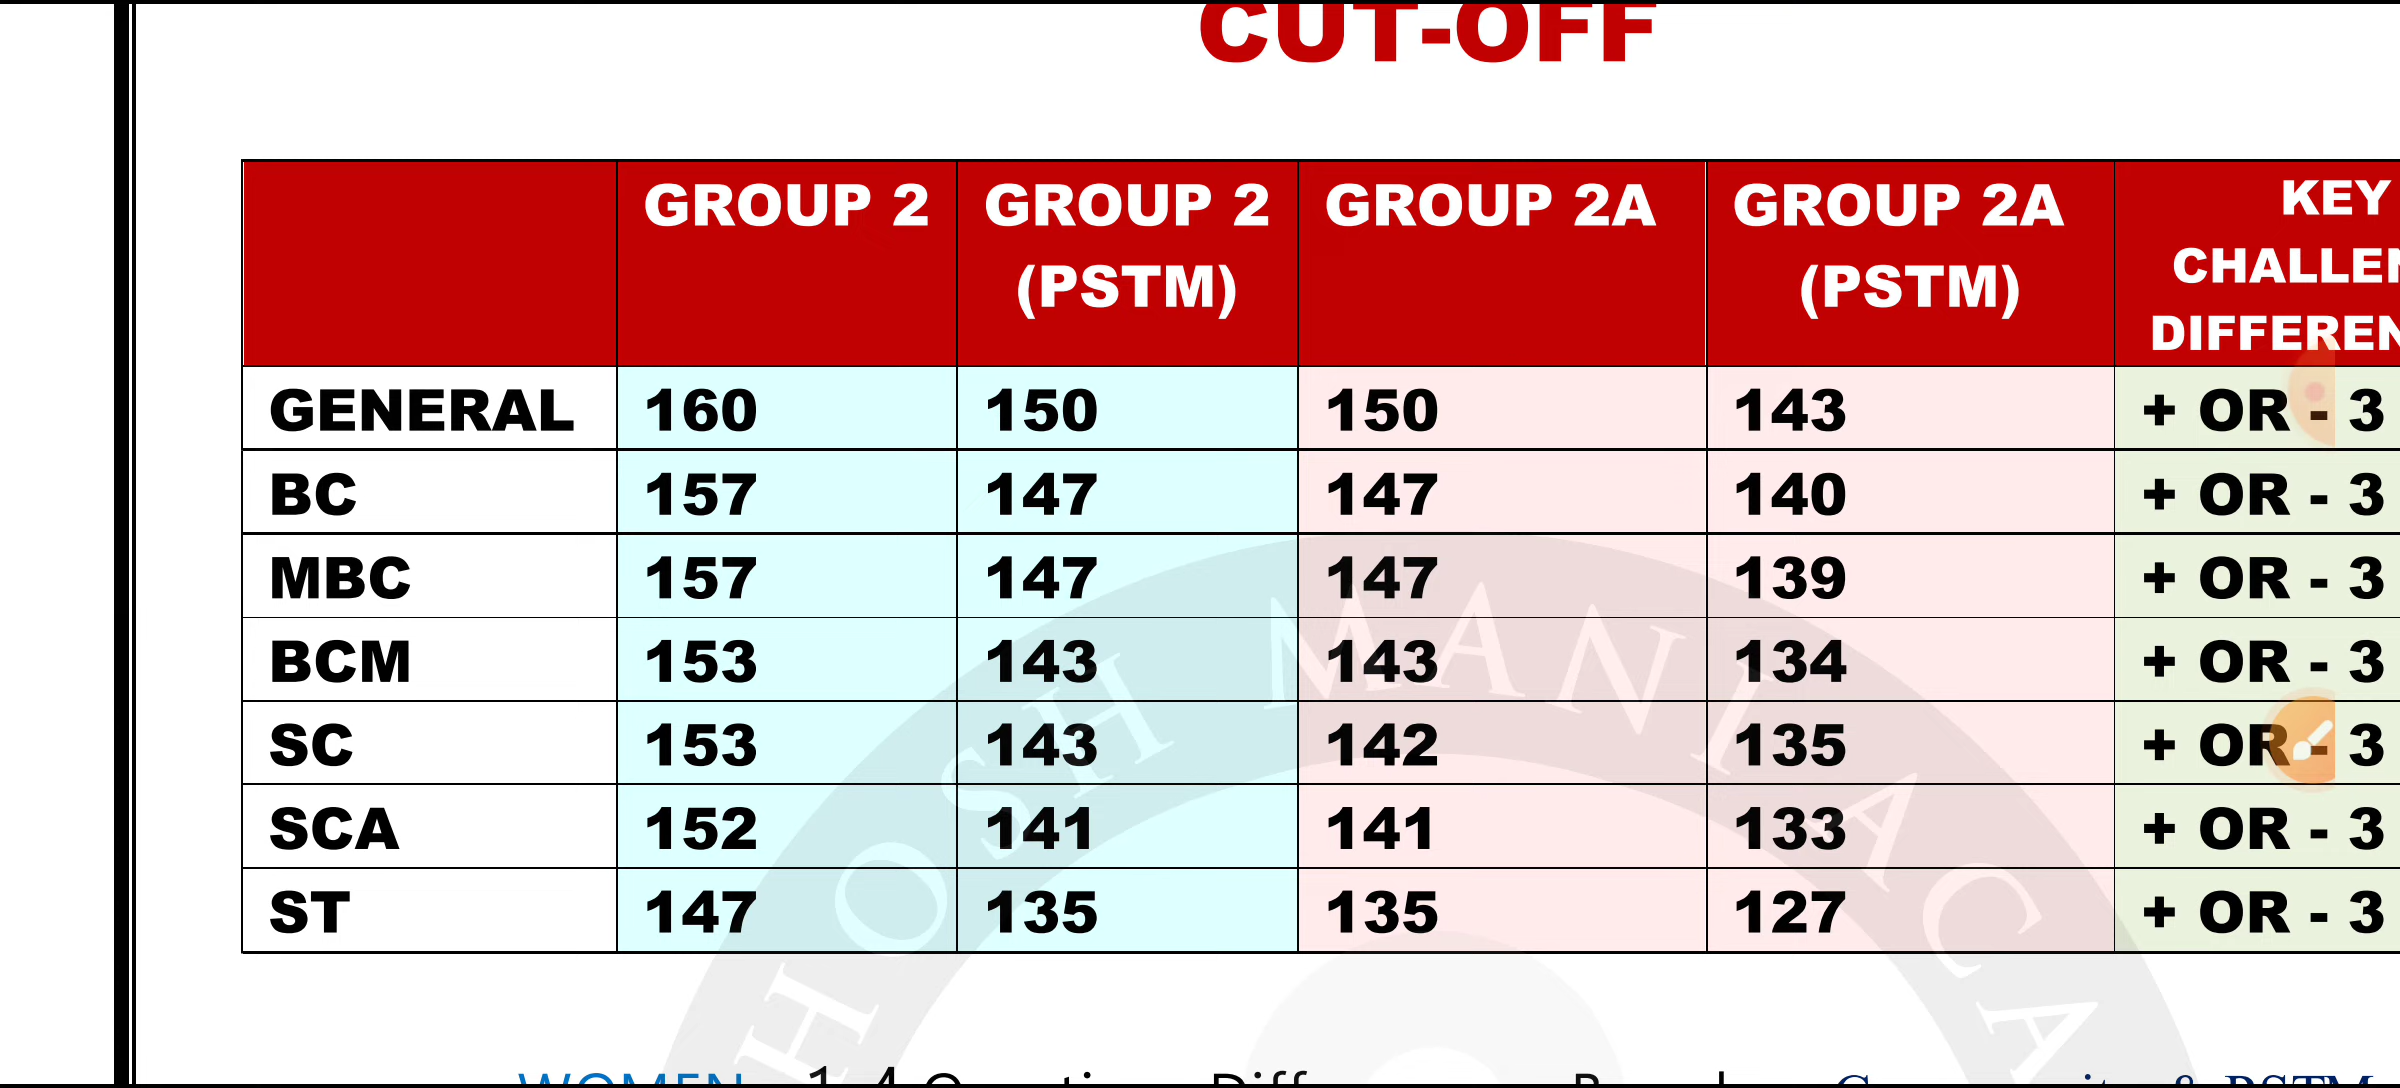 CUT-OFF
GROUP 2 GROUP 2 (PSTM) GROUP 2A GROUP 2A (PSTM) KEY
GENERAL 160 150 150 143 + OR - 3
BC 157 147 147 140 + OR - 3
MBC 157 147 147 139 + OR - 3
BCM 153 143 143 134 + OR - 3
SC 153 143 142 135 + OR - 3
SCA 152 141 141 133 + OR - 3
ST 147 135 135 127 + OR - 3
MANI
WOMEN